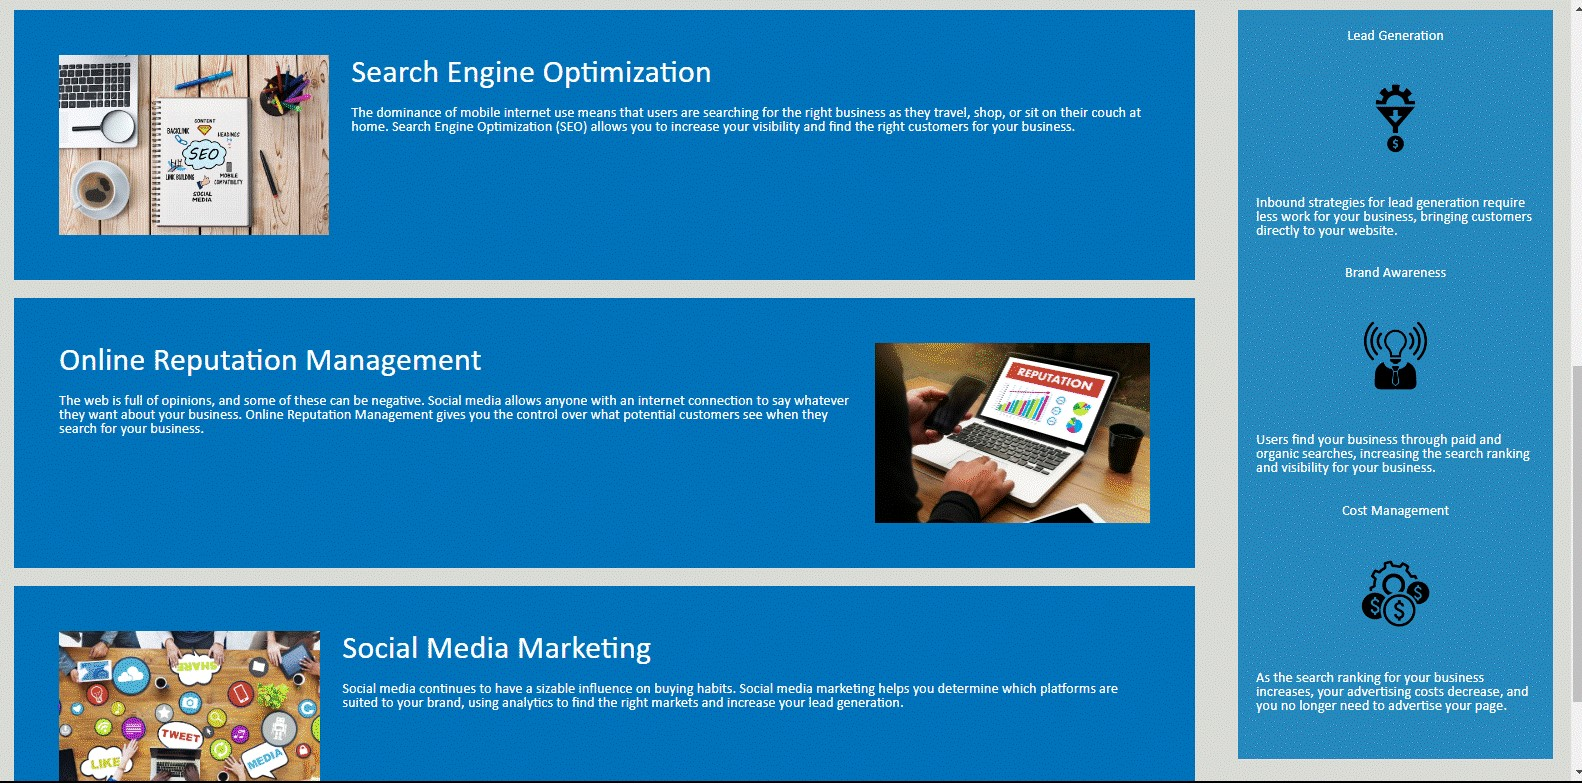 Search Engine Optimization
The dominance of mobile internet use means that users are searching for the right business as they travel, shop, or sit on their couch at
home. Search Engine Optimization (SEO) allows you to increase your visibility and find the right customers for your business.
CONTENT
BACKLINK
HEADINGS
SEO
LINK BUILDING
MOBILE
COMPATIBILITY
SOCIAL
MEDIA
Online Reputation Management
The web is full of opinions, and some of these can be negative. Social media allows anyone with an internet connection to say whatever
they want about your business. Online Reputation Management gives you the control over what potential customers see when they
search for your business.
REPUTATION
Social Media Marketing
Social media continues to have a sizable influence on buying habits. Social media marketing helps you determine which platforms are
suited to your brand, using analytics to find the right markets and increase your lead generation.
SHARE
TWEET
LIKE
MEDIA
Lead Generation
$
Inbound strategies for lead generation require
less work for your business, bringing customers
directly to your website.
Brand Awareness
Users find your business through paid and
organic searches, increasing the search ranking
and visibility for your business.
Cost Management
$ $ $
As the search ranking for your business
increases, your advertising costs decrease, and
you no longer need to advertise your page.